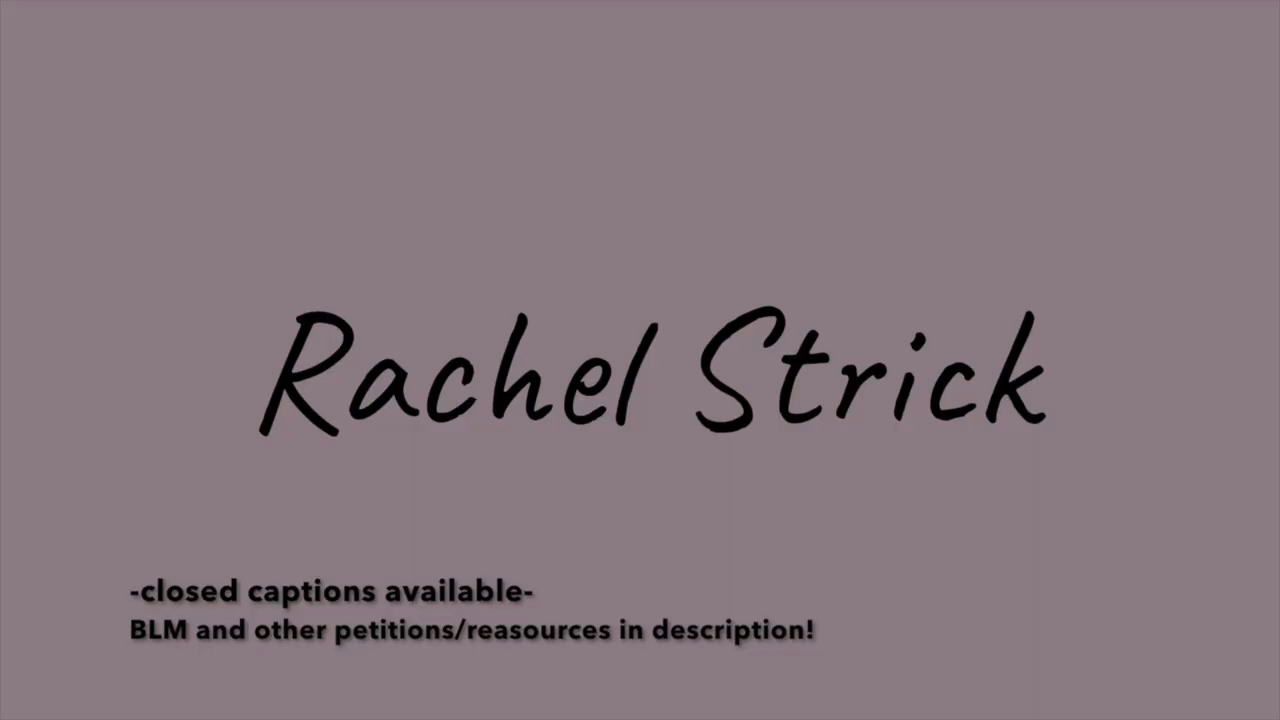 Rachel Strick
-closed captions available-
BLM and other petitions/reasources in description!